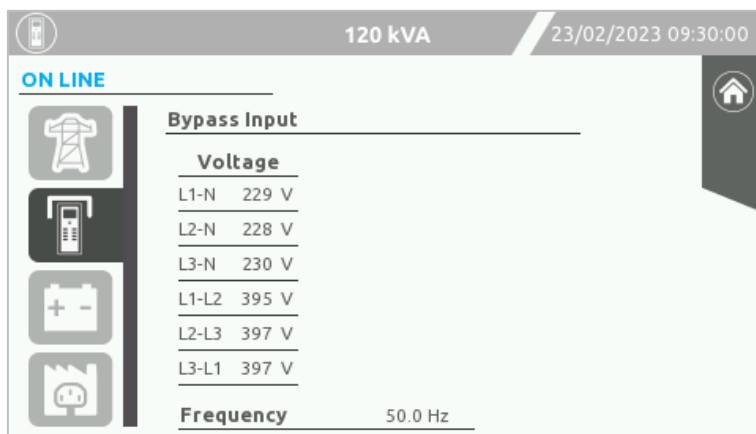 120 kVA 23/02/2023 09:30:00
ON LINE
Bypass Input
Voltage
L1-N 229 V
L2-N 228 V
L3-N 230 V
L1-L2 395 V
L2-L3 397 V
L3-L1 397 V
Frequency 50.0 Hz